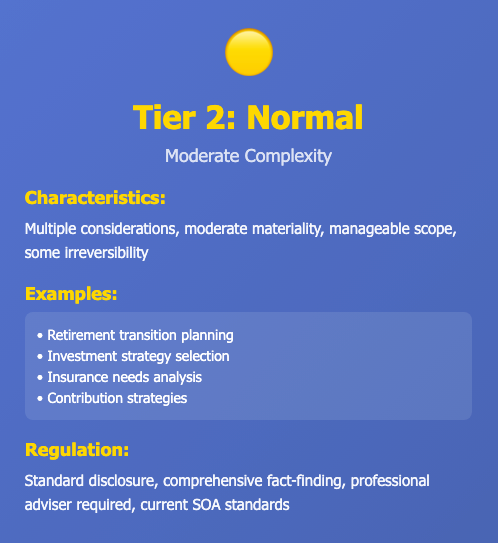 Tier 2: Normal
Moderate Complexity
Characteristics:
Multiple considerations, moderate materiality, manageable scope,
some irreversibility
Examples:
• Retirement transition planning
• Investment strategy selection
• Insurance needs analysis
• Contribution strategies
Regulation:
Standard disclosure, comprehensive fact-finding, professional
adviser required, current SOA standards